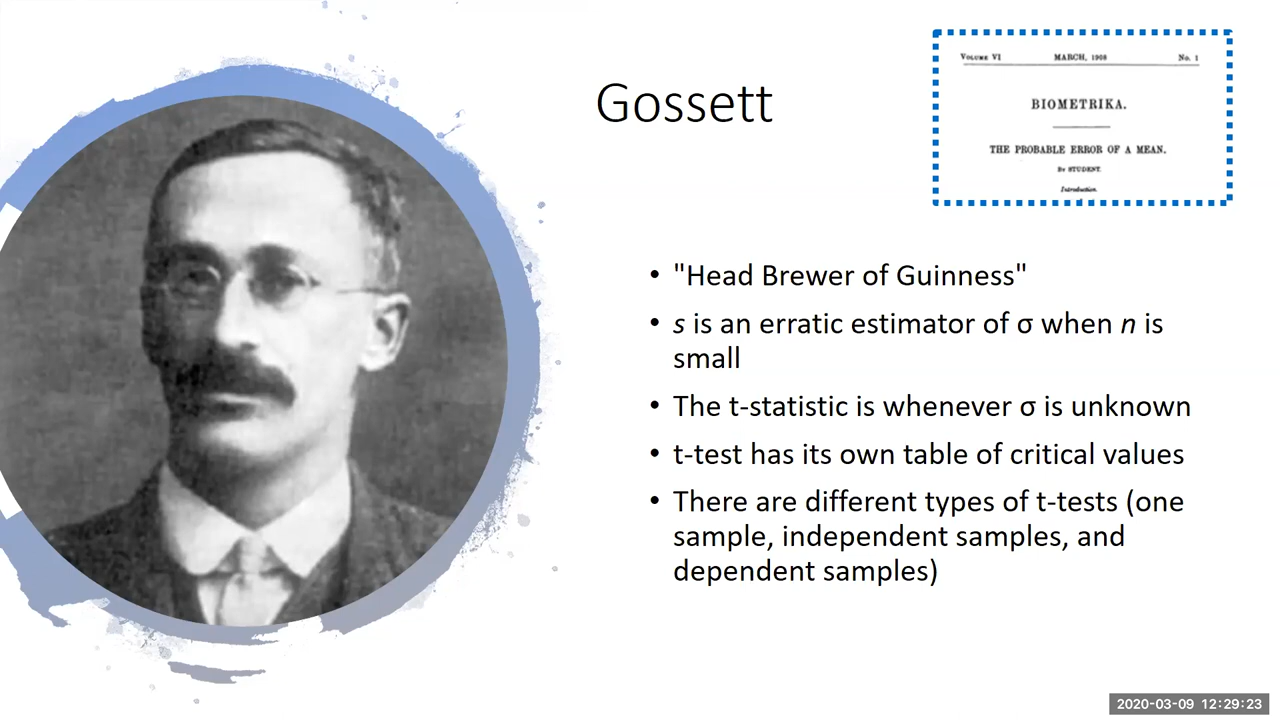 Gossett
VOLUME VI MARCH, 1908 No. 1
BIOMETRIKA.
THE PROBABLE ERROR OF A MEAN.
BY STUDENT.
Introduction.
• "Head Brewer of Guinness"
• s is an erratic estimator of σ when n is
small
• The t-statistic is whenever σ is unknown
• t-test has its own table of critical values
• There are different types of t-tests (one
sample, independent samples, and
dependent samples)
2020-03-09 12:29:23